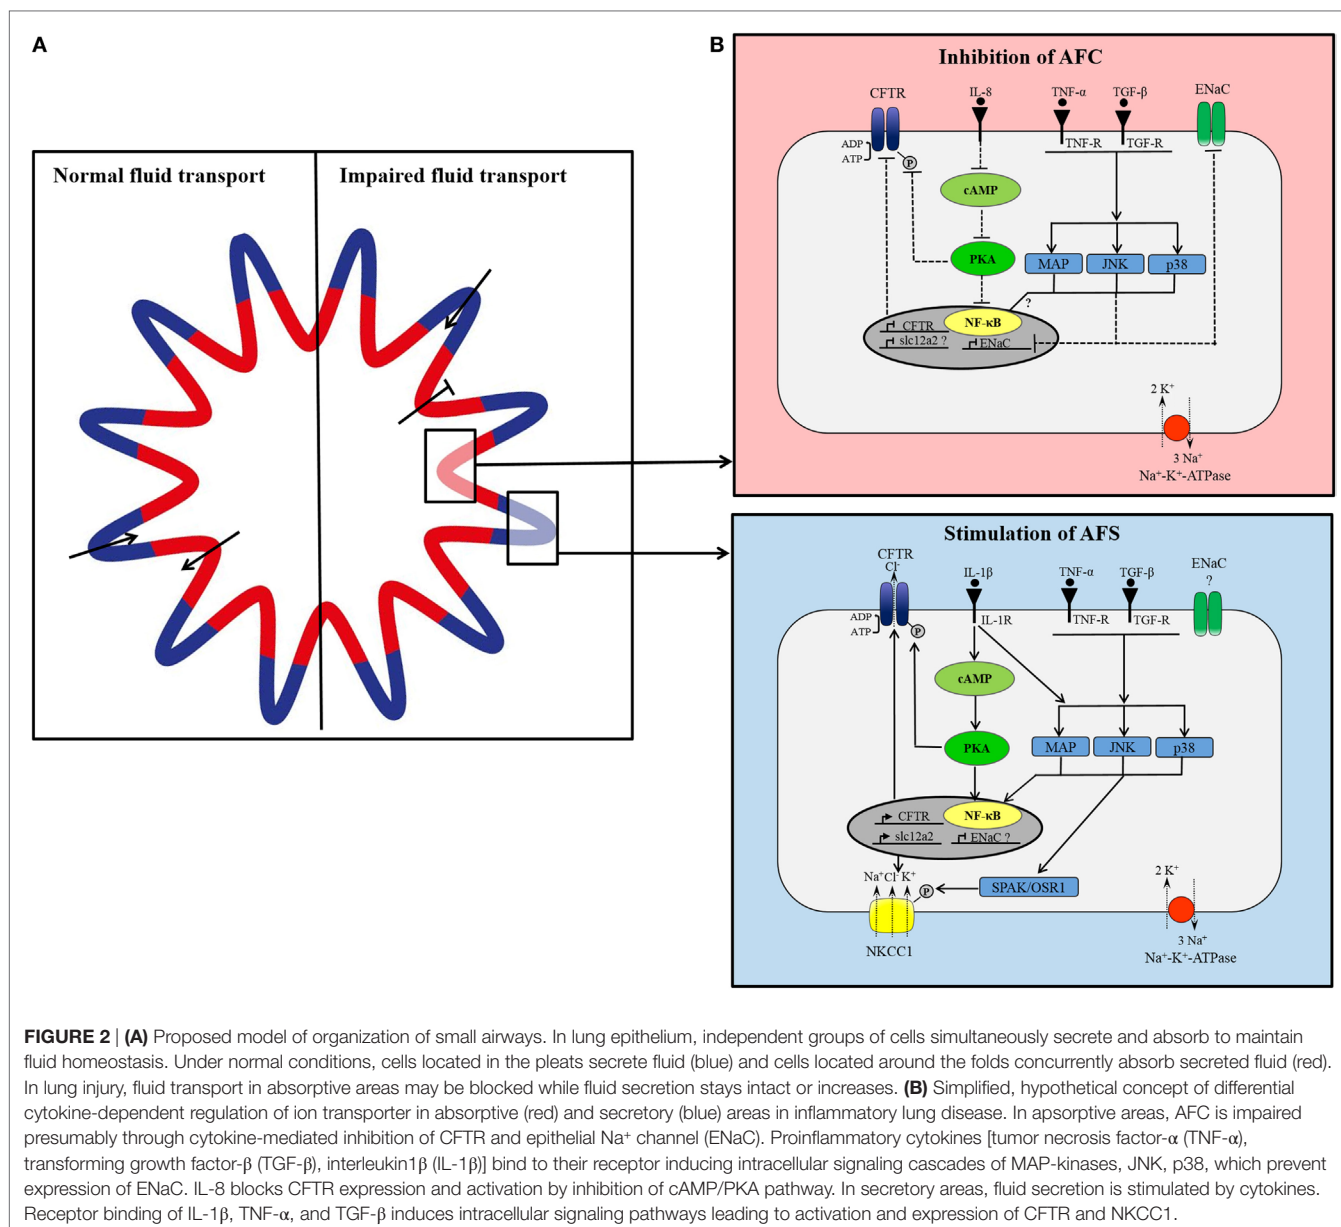 A
Normal fluid transport
Impaired fluid transport
B
Inhibition of AFC
CFTR
IL-8
TNF-α
TGF-β
ENaC
ADP
ATP
P
TNF-R
TGF-R
cAMP
PKA
MAP
JNK
p38
?
NF-κB
CFTR
slc12a2 ?
ENaC
2 K⁺
3 Na⁺
Na⁺-K⁺-ATPase
Stimulation of AFS
CFTR
Cl⁻
IL-1β
TNF-α
TGF-β
ENaC
?
ADP
ATP
P
IL-1R
TNF-R
TGF-R
cAMP
PKA
MAP
JNK
p38
NF-κB
CFTR
slc12a2
ENaC ?
Na⁺Cl⁻K⁺
P
SPAK/OSR1
NKCC1
2 K⁺
3 Na⁺
Na⁺-K⁺-ATPase
FIGURE 2 | (A) Proposed model of organization of small airways. In lung epithelium, independent groups of cells simultaneously secrete and absorb to maintain
fluid homeostasis. Under normal conditions, cells located in the pleats secrete fluid (blue) and cells located around the folds concurrently absorb secreted fluid (red).
In lung injury, fluid transport in absorptive areas may be blocked while fluid secretion stays intact or increases. (B) Simplified, hypothetical concept of differential
cytokine-dependent regulation of ion transporter in absorptive (red) and secretory (blue) areas in inflammatory lung disease. In apsorptive areas, AFC is impaired
presumably through cytokine-mediated inhibition of CFTR and epithelial Na⁺ channel (ENaC). Proinflammatory cytokines [tumor necrosis factor-α (TNF-α),
transforming growth factor-β (TGF-β), interleukin1β (IL-1β)] bind to their receptor inducing intracellular signaling cascades of MAP-kinases, JNK, p38, which prevent
expression of ENaC. IL-8 blocks CFTR expression and activation by inhibition of cAMP/PKA pathway. In secretory areas, fluid secretion is stimulated by cytokines.
Receptor binding of IL-1β, TNF-α, and TGF-β induces intracellular signaling pathways leading to activation and expression of CFTR and NKCC1.